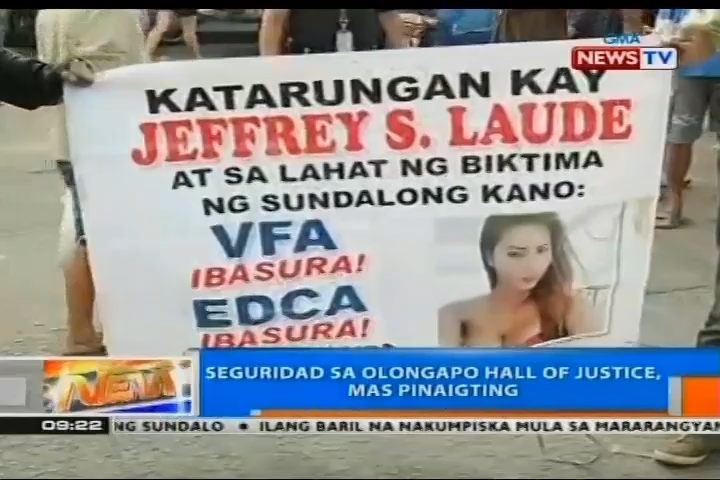 GMA
NEWS TV
KATARUNGAN KAY
JEFFREY S. LAUDE
AT SA LAHAT NG BIKTIMA
NG SUNDALONG KANO:
VFA
IBASURA!
EDCA
IBASURA!
SEGURIDAD SA OLONGAPO HALL OF JUSTICE,
MAS PINAIGTING
09:22 NG SUNDALO • ILANG BARIL NA NAKUMPISKA MULA SA MARARANGYAN